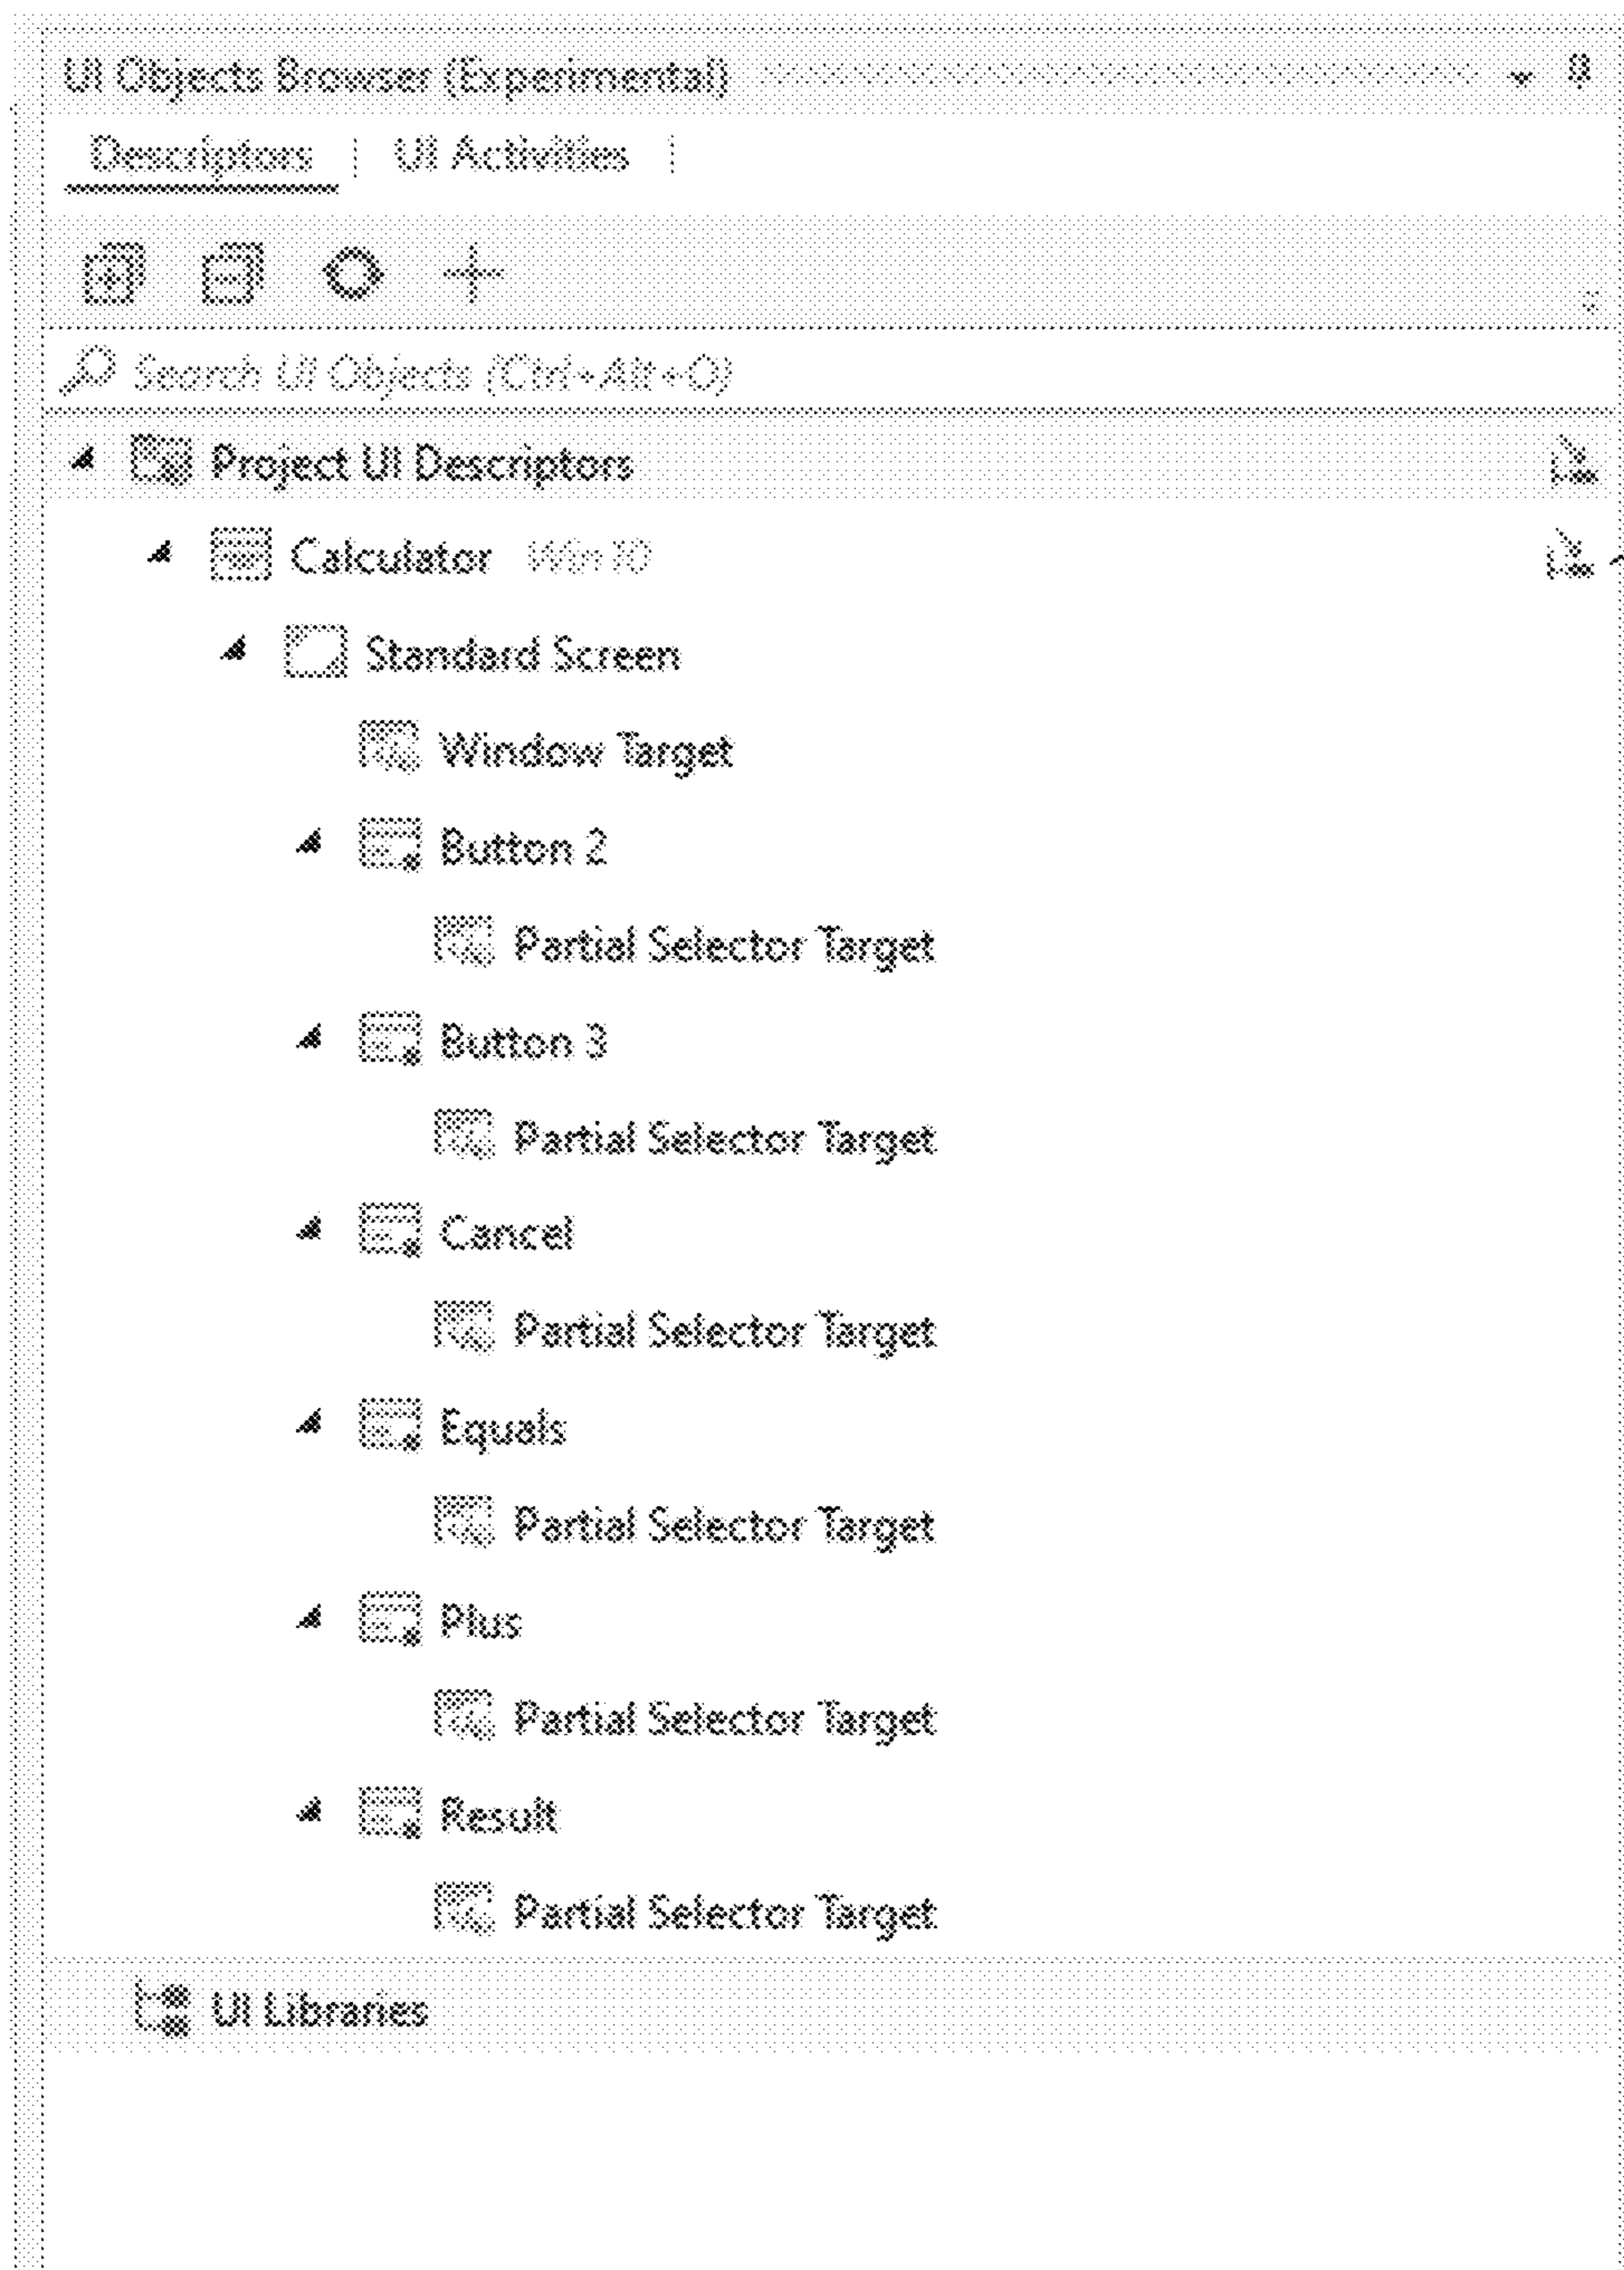 UI Objects Browser (Experimental)
Descriptors | UI Activities |
Search UI Objects (Ctrl+Alt+O)
Project UI Descriptors
Calculator Win 10
Standard Screen
Window Target
Button 2
Partial Selector Target
Button 3
Partial Selector Target
Cancel
Partial Selector Target
Equals
Partial Selector Target
Plus
Partial Selector Target
Result
Partial Selector Target
UI Libraries